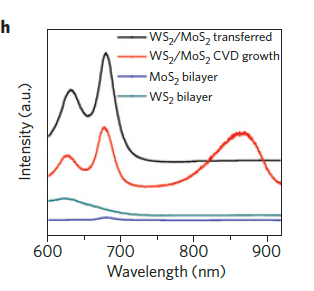 h
WS₂/MoS₂ transferred
WS₂/MoS₂ CVD growth
MoS₂ bilayer
WS₂ bilayer
Intensity (a.u.)
600 700 800 900
Wavelength (nm)